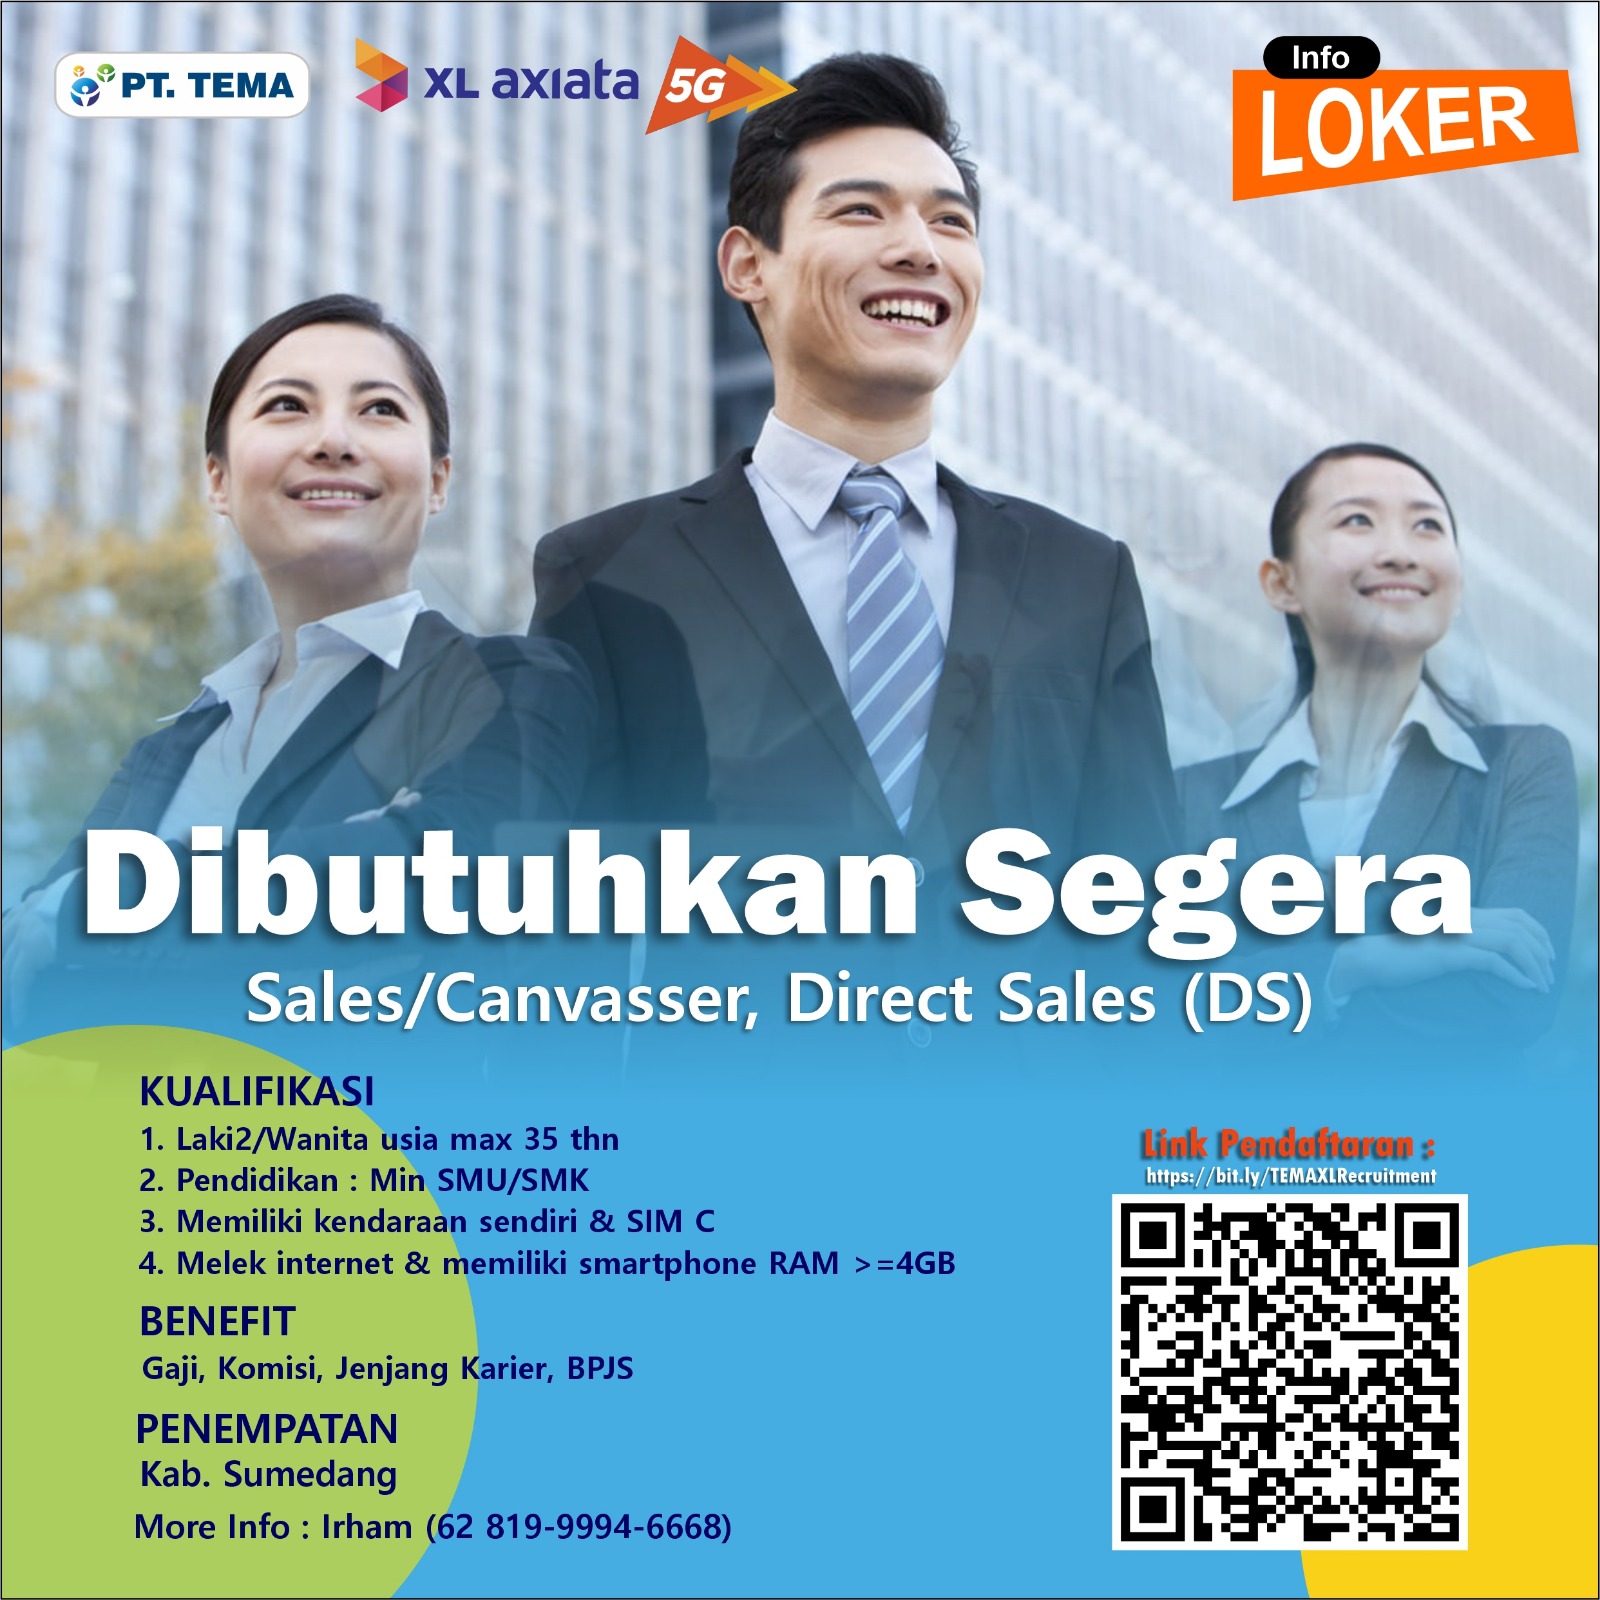 PT. TEMA
XL axiata
5G
Info
LOKER
Dibutuhkan Segera
Sales/Canvasser, Direct Sales (DS)
KUALIFIKASI
1. Laki2/Wanita usia max 35 thn
2. Pendidikan : Min SMU/SMK
3. Memiliki kendaraan sendiri & SIM C
4. Melek internet & memiliki smartphone RAM >=4GB
BENEFIT
Gaji, Komisi, Jenjang Karier, BPJS
PENEMPATAN
Kab. Sumedang
More Info : Irham (62 819-9994-6668)
Link Pendaftaran :
https://bit.ly/TEMAXLRecruitment